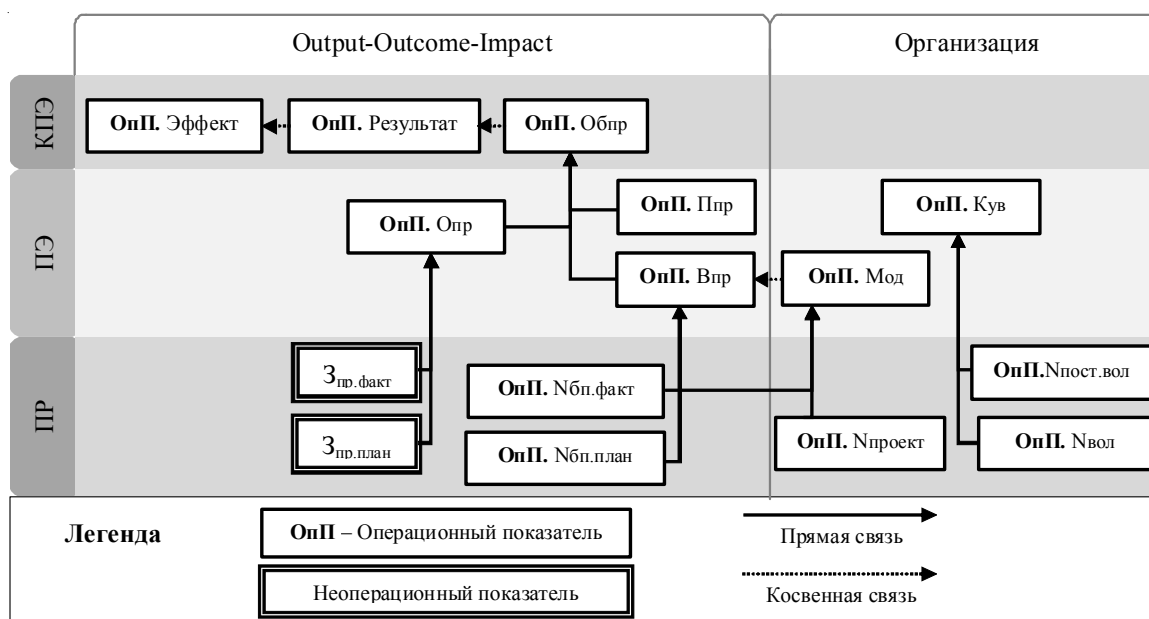 Output-Outcome-Impact
Организация
КПЭ
ОпП. Эффект
ОпП. Результат
ОпП. Обпр
ПЭ
ОпП. Опр
ОпП. Ппр
ОпП. Кув
ОпП. Впр
ОпП. Мод
ПР
Зпр.факт
ОпП. Nбп.факт
ОпП.Nпост.вол
Зпр.план
ОпП. Nбп.план
ОпП. Nпроект
ОпП. Nвол
Легенда
ОпП – Операционный показатель
Прямая связь
Неоперационный показатель
Косвенная связь